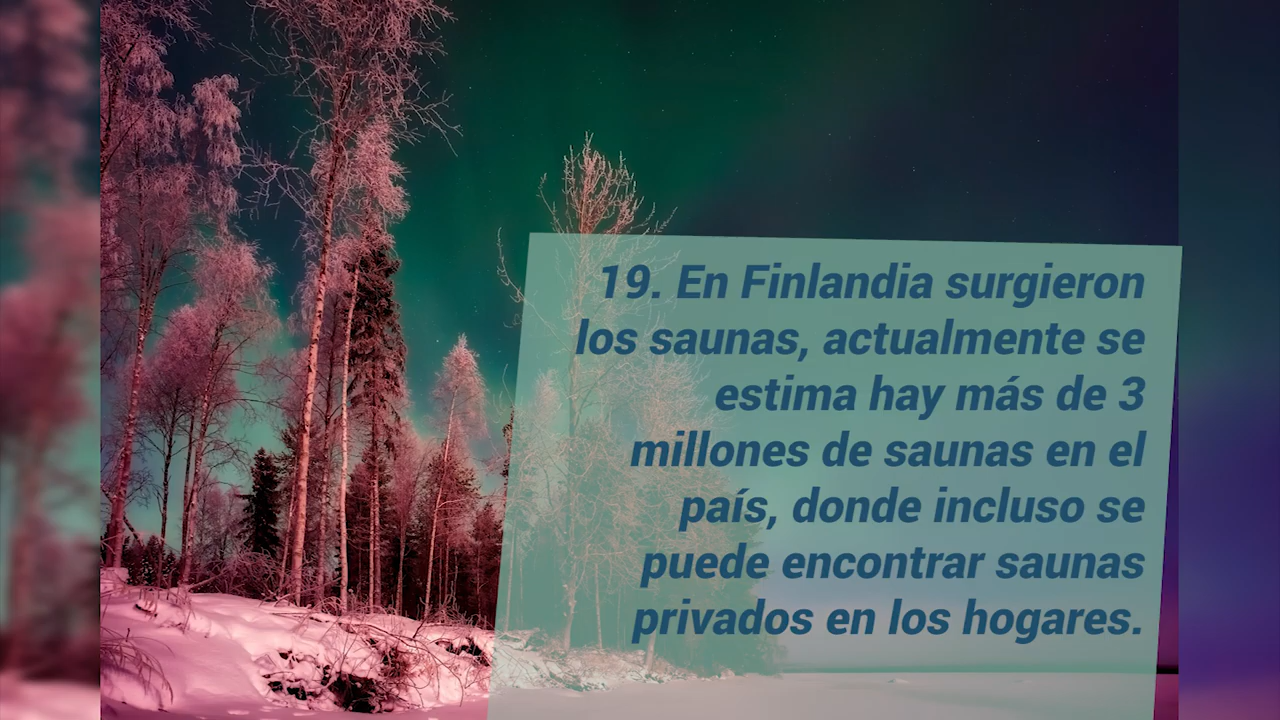 19. En Finlandia surgieron
los saunas, actualmente se
estima hay más de 3
millones de saunas en el
país, donde incluso se
puede encontrar saunas
privados en los hogares.